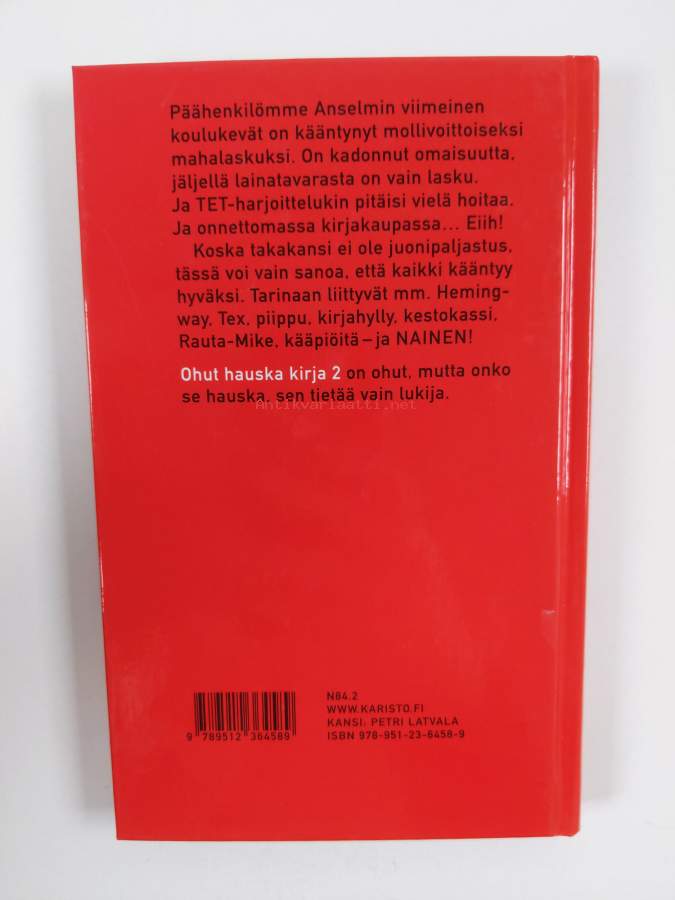 Päähenkilömme Anselmin viimeinen
koulukevät on kääntynyt mollivoittoiseksi
mahalaskuksi. On kadonnut omaisuutta,
jäljellä lainatavarasta on vain lasku.
Ja TET-harjoittelukin pitäisi vielä hoitaa.
Ja onnettomassa kirjakaupassa... Eiih!
Koska takakansi ei ole juonipaljastus,
tässä voi vain sanoa, että kaikki kääntyy
hyväksi. Tarinaan liittyvät mm. Heming-
way, Tex, piippu, kirjahylly, kestokassi,
Rauta-Mike, kääpiöitä – ja NAINEN!
Ohut hauska kirja 2 on ohut, mutta onko
se hauska, sen tietää vain lukija.
Antikvariaatti.net
N84.2
WWW.KARISTO.FI
KANSI: PETRI LATVALA
ISBN 978-951-23-6458-9
9 789512 364589